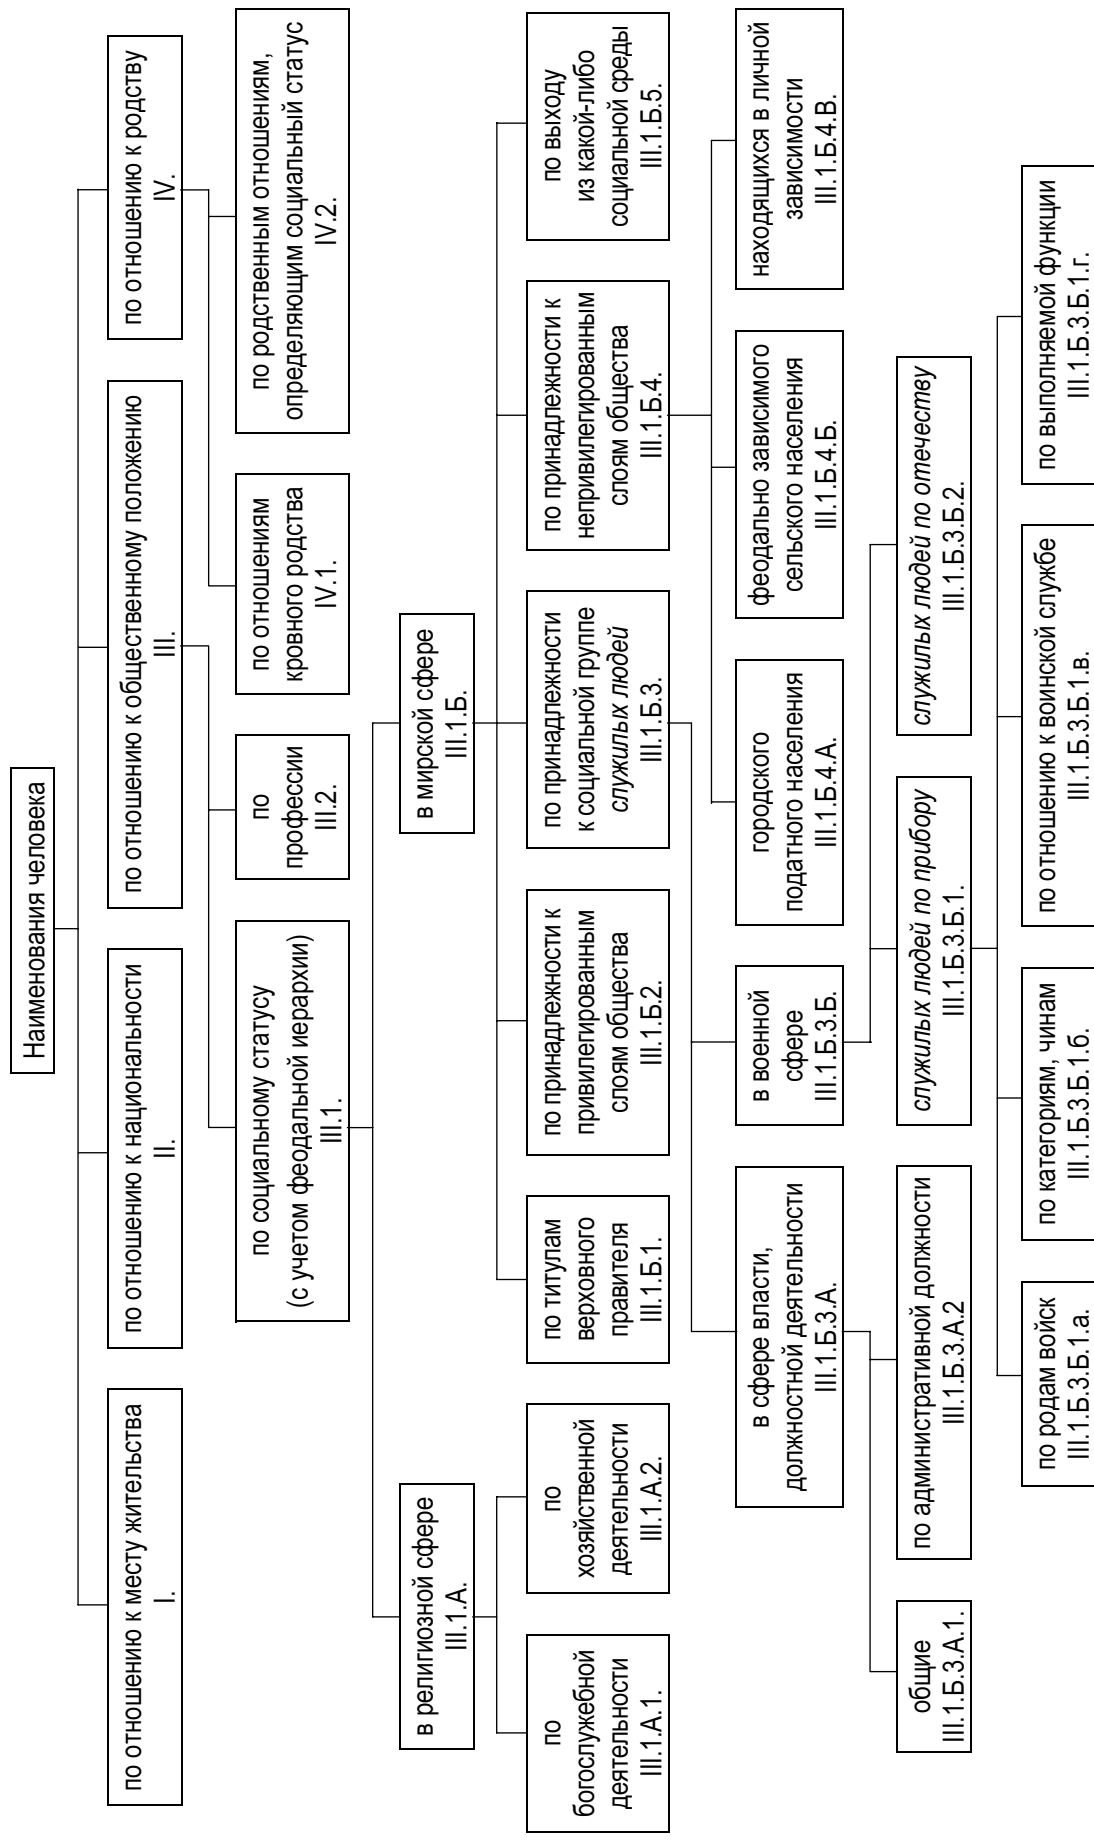 Наименования человека
по отношению к месту жительства
I.
по отношению к национальности
II.
по отношению к общественному положению
III.
по отношению к родству
IV.
по социальному статусу
(с учетом феодальной иерархии)
III.1.
по
профессии
III.2.
по отношениям
кровного родства
IV.1.
по родственным отношениям,
определяющим социальный статус
IV.2.
в религиозной сфере
III.1.А.
в мирской сфере
III.1.Б.
по
богослужебной
деятельности
III.1.А.1.
по
хозяйственной
деятельности
III.1.А.2.
по титулам
верховного
правителя
III.1.Б.1.
по принадлежности к
привилегированным
слоям общества
III.1.Б.2.
по принадлежности
к социальной группе
служилых людей
III.1.Б.3.
по принадлежности к
непривилегированным
слоям общества
III.1.Б.4.
по выходу
из какой-либо
социальной среды
III.1.Б.5.
в сфере власти,
должностной деятельности
III.1.Б.3.А.
в военной
сфере
III.1.Б.3.Б.
городского
податного населения
III.1.Б.4.А.
феодально зависимого
сельского населения
III.1.Б.4.Б.
находящихся в личной
зависимости
III.1.Б.4.В.
общие
III.1.Б.3.А.1.
по административной должности
III.1.Б.3.А.2
служилых людей по прибору
III.1.Б.3.Б.1.
служилых людей по отечеству
III.1.Б.3.Б.2.
по родам войск
III.1.Б.3.Б.1.а.
по категориям, чинам
III.1.Б.3.Б.1.б.
по отношению к воинской службе
III.1.Б.3.Б.1.в.
по выполняемой функции
III.1.Б.3.Б.1.г.